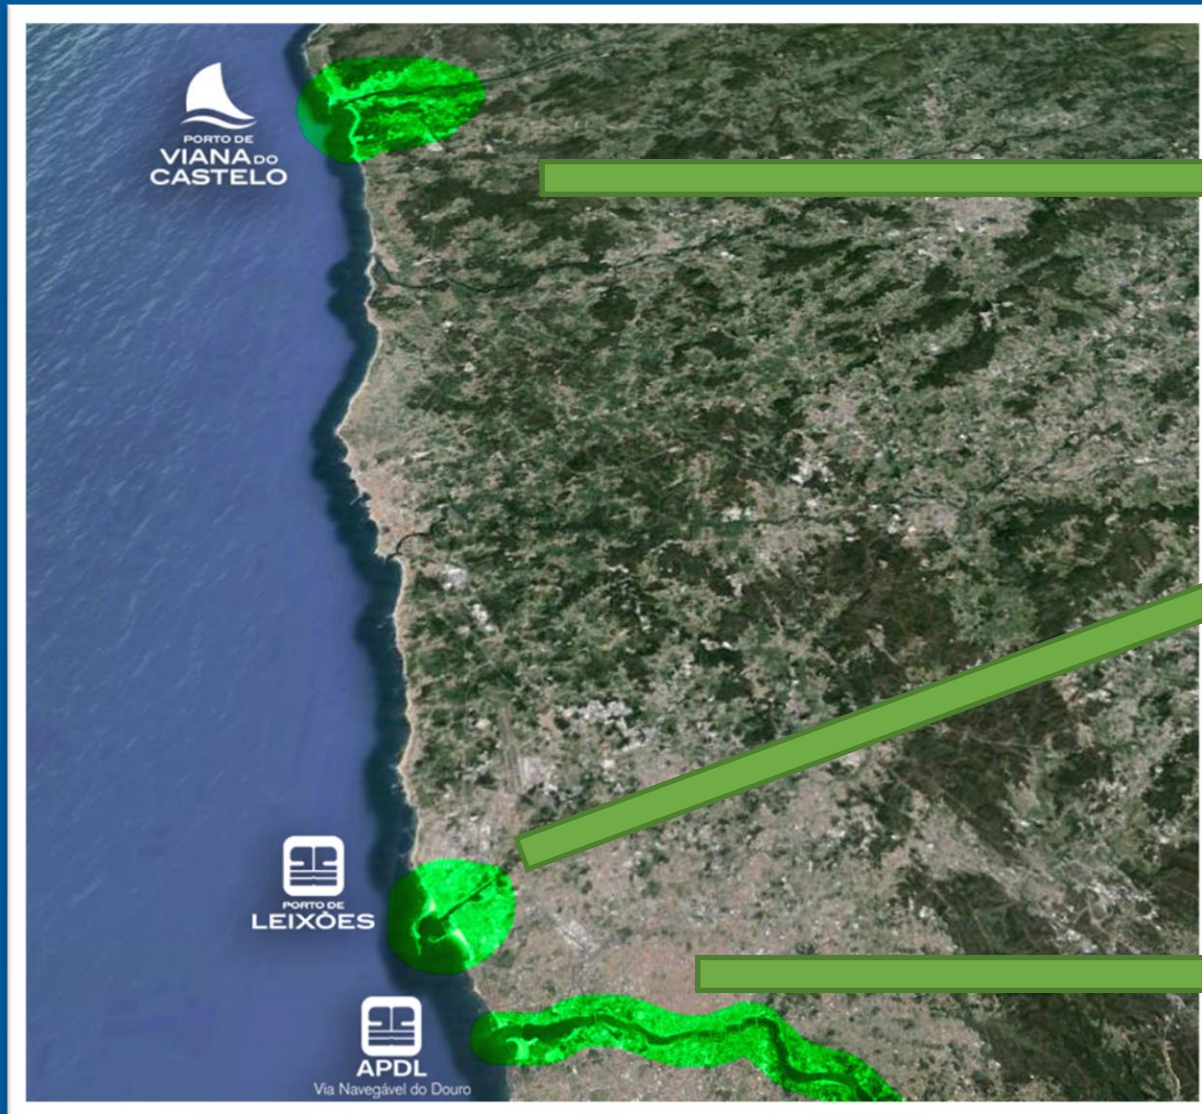 PORTO DE
VIANA DO
CASTELO
PORTO DE
LEIXÕES
APDL
Via Navegável do Douro